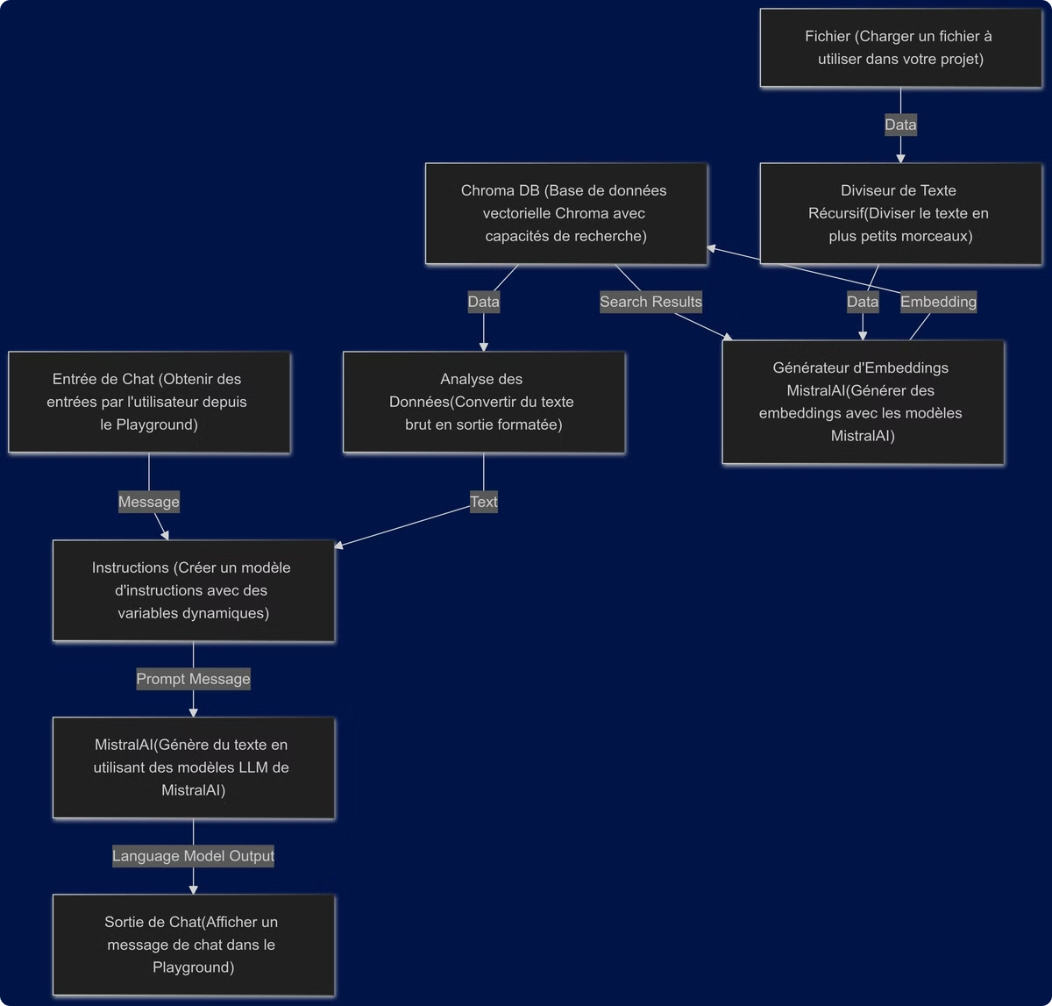 Fichier (Charger un fichier à
utiliser dans votre projet)
Data
Chroma DB (Base de données
vectorielle Chroma avec
capacités de recherche)
Diviseur de Texte
Récursif(Diviser le texte en
plus petits morceaux)
Data
Search Results
Data
Embedding
Entrée de Chat (Obtenir des
entrées par l'utilisateur depuis
le Playground)
Analyse des
Données(Convertir du texte
brut en sortie formatée)
Générateur d'Embeddings
MistralAI(Générer des
embeddings avec les modèles
MistralAI)
Message
Text
Instructions (Créer un modèle
d'instructions avec des
variables dynamiques)
Prompt Message
MistralAI(Génère du texte en
utilisant des modèles LLM de
MistralAI)
Language Model Output
Sortie de Chat(Afficher un
message de chat dans le
Playground)